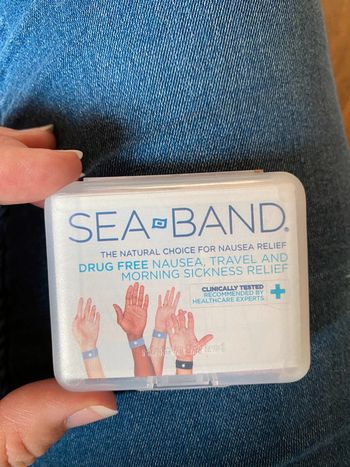 SEA-BAND®
THE NATURAL CHOICE FOR NAUSEA RELIEF
DRUG FREE NAUSEA, TRAVEL AND
MORNING SICKNESS RELIEF
CLINICALLY TESTED
RECOMMENDED BY
HEALTHCARE EXPERTS